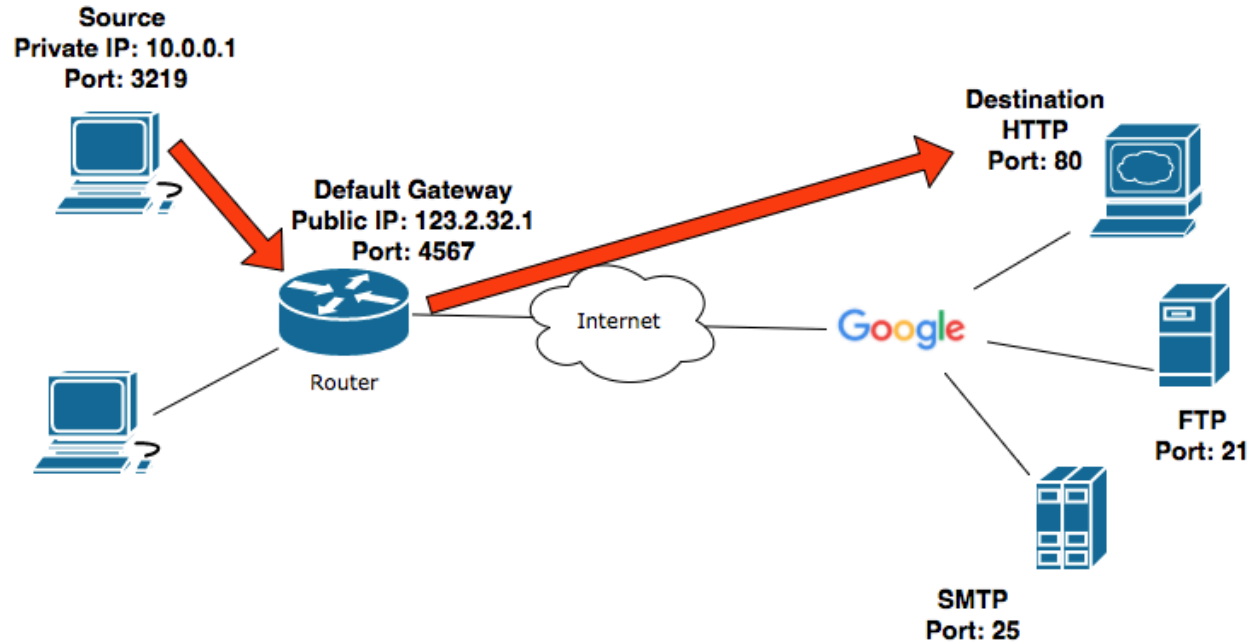 Source
Private IP: 10.0.0.1
Port: 3219
Destination
HTTP
Port: 80
Default Gateway
Public IP: 123.2.32.1
Port: 4567
Internet
Google
Router
FTP
Port: 21
SMTP
Port: 25